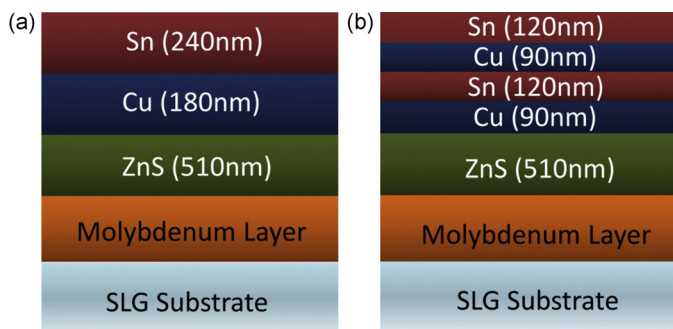 (a)
Sn (240nm)
Cu (180nm)
ZnS (510nm)
Molybdenum Layer
SLG Substrate
(b)
Sn (120nm)
Cu (90nm)
Sn (120nm)
Cu (90nm)
ZnS (510nm)
Molybdenum Layer
SLG Substrate